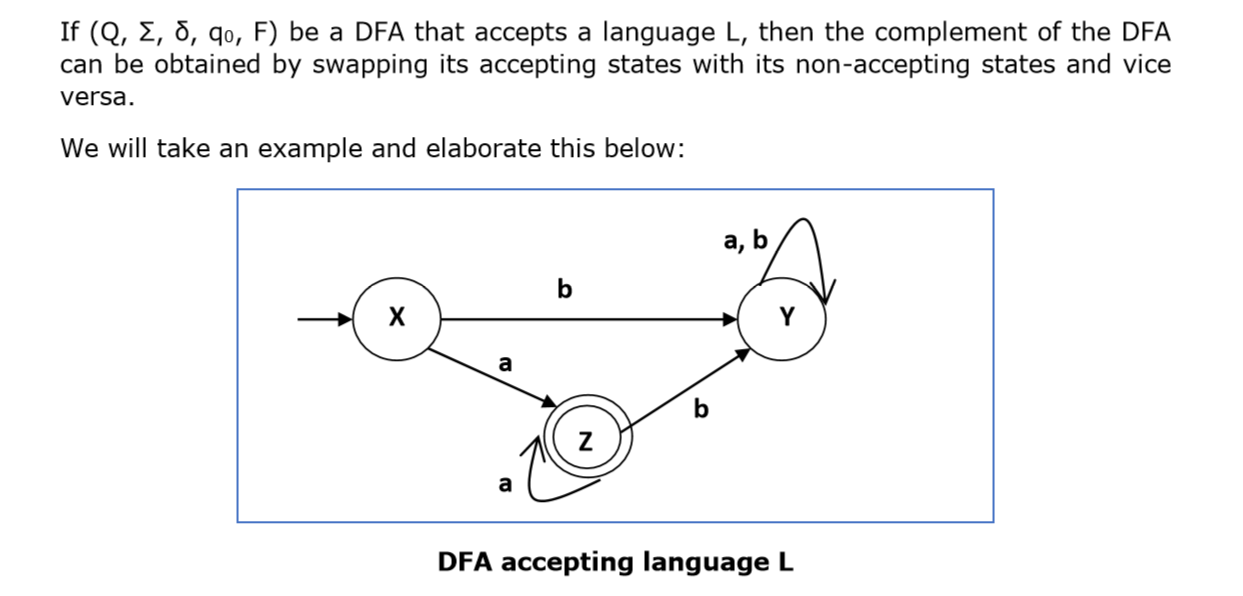 If (Q, Σ, δ, q0, F) be a DFA that accepts a language L, then the complement of the DFA
can be obtained by swapping its accepting states with its non-accepting states and vice
versa.
We will take an example and elaborate this below:
a, b
b
X
Y
a
b
Z
a
DFA accepting language L